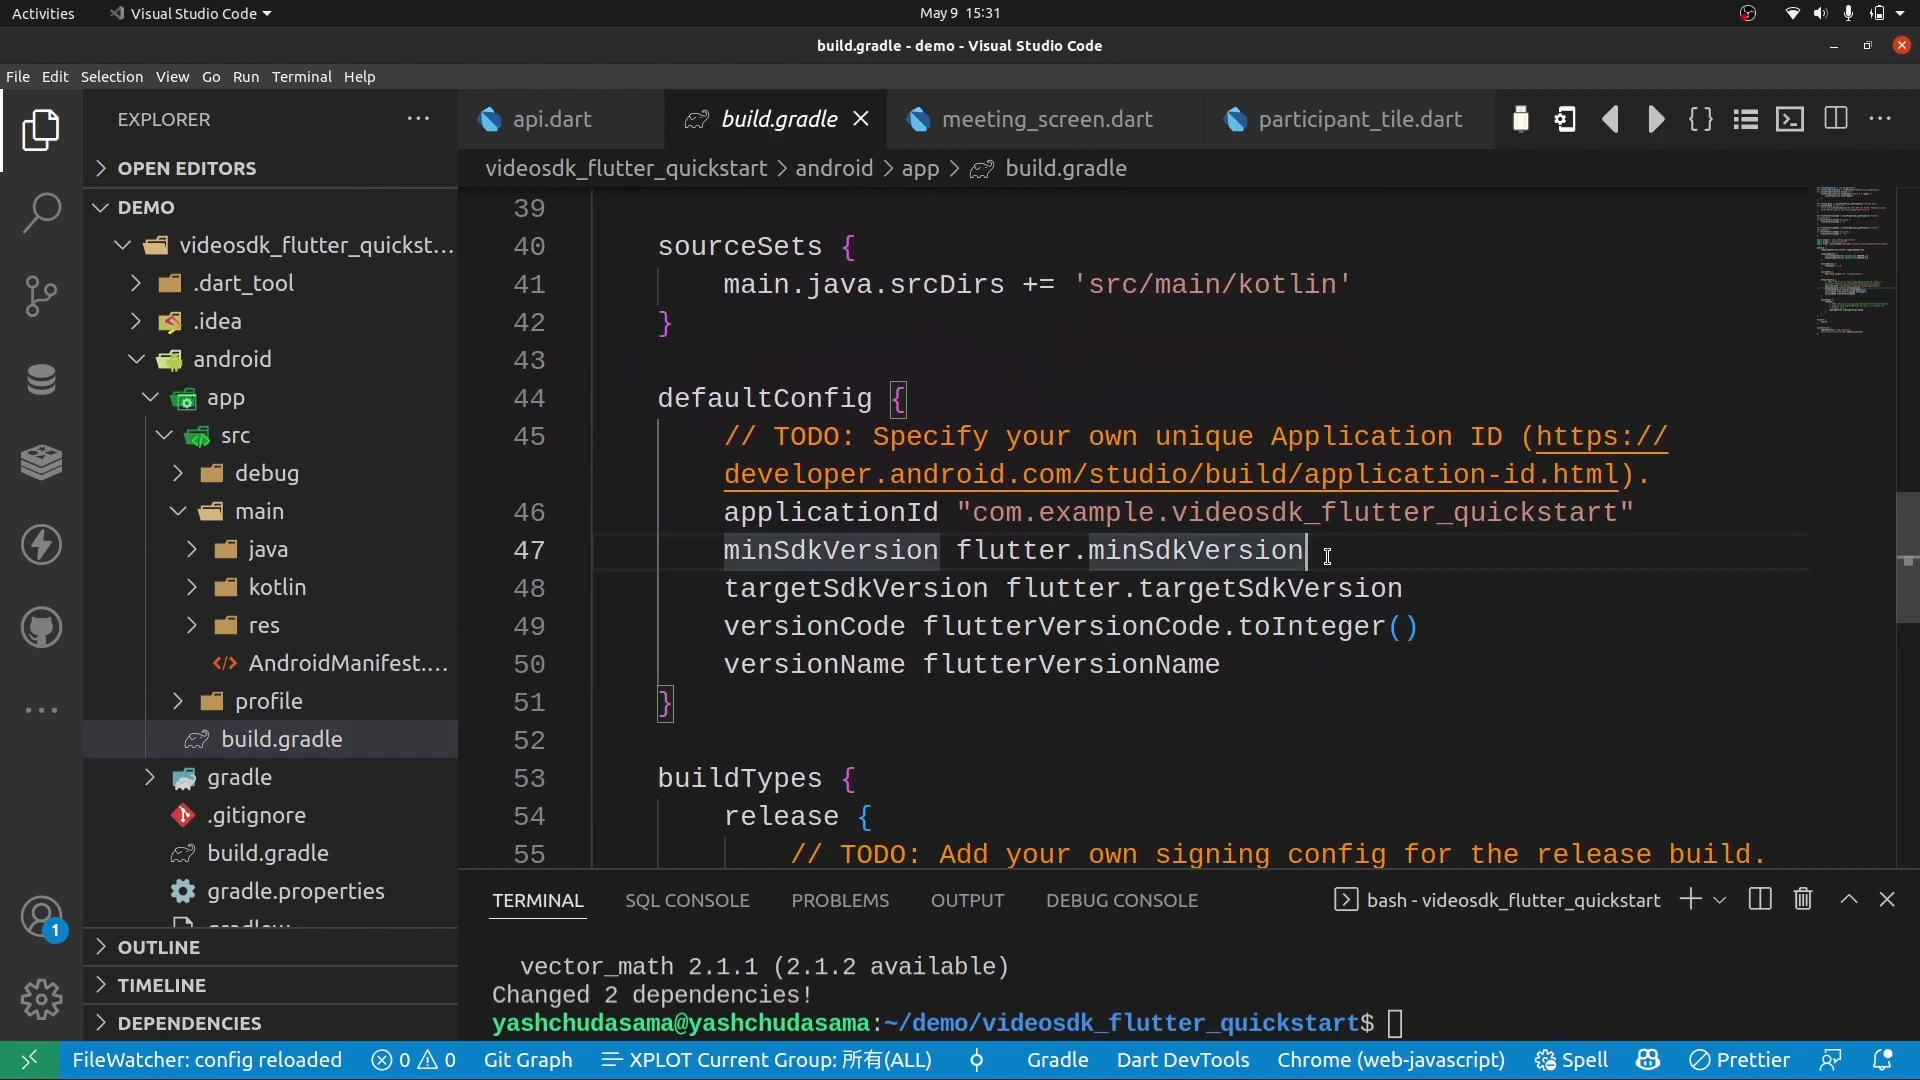 Activities
Visual Studio Code
May 9 15:31
build.gradle - demo - Visual Studio Code
File Edit Selection View Go Run Terminal Help
EXPLORER
OPEN EDITORS
DEMO
videosdk_flutter_quickst...
.dart_tool
.idea
android
app
src
debug
main
java
kotlin
res
AndroidManifest....
profile
build.gradle
gradle
.gitignore
build.gradle
gradle.properties
OUTLINE
TIMELINE
DEPENDENCIES
1
api.dart
build.gradle
meeting_screen.dart
participant_tile.dart
videosdk_flutter_quickstart > android > app > build.gradle
39
40 sourceSets {
41 main.java.srcDirs += 'src/main/kotlin'
42 }
43
44 defaultConfig {
45 // TODO: Specify your own unique Application ID (https://
developer.android.com/studio/build/application-id.html).
46 applicationId "com.example.videosdk_flutter_quickstart"
47 minSdkVersion flutter.minSdkVersion
48 targetSdkVersion flutter.targetSdkVersion
49 versionCode flutterVersionCode.toInteger()
50 versionName flutterVersionName
51 }
52
53 buildTypes {
54 release {
55 // TODO: Add your own signing config for the release build.
TERMINAL SQL CONSOLE PROBLEMS OUTPUT DEBUG CONSOLE
bash - videosdk_flutter_quickstart
vector_math 2.1.1 (2.1.2 available)
Changed 2 dependencies!
yashchudasama@yashchudasama:~/demo/videosdk_flutter_quickstart$
FileWatcher: config reloaded 0 0 Git Graph XPLOT Current Group: 所有(ALL) Gradle Dart DevTools Chrome (web-javascript) Spell Prettier